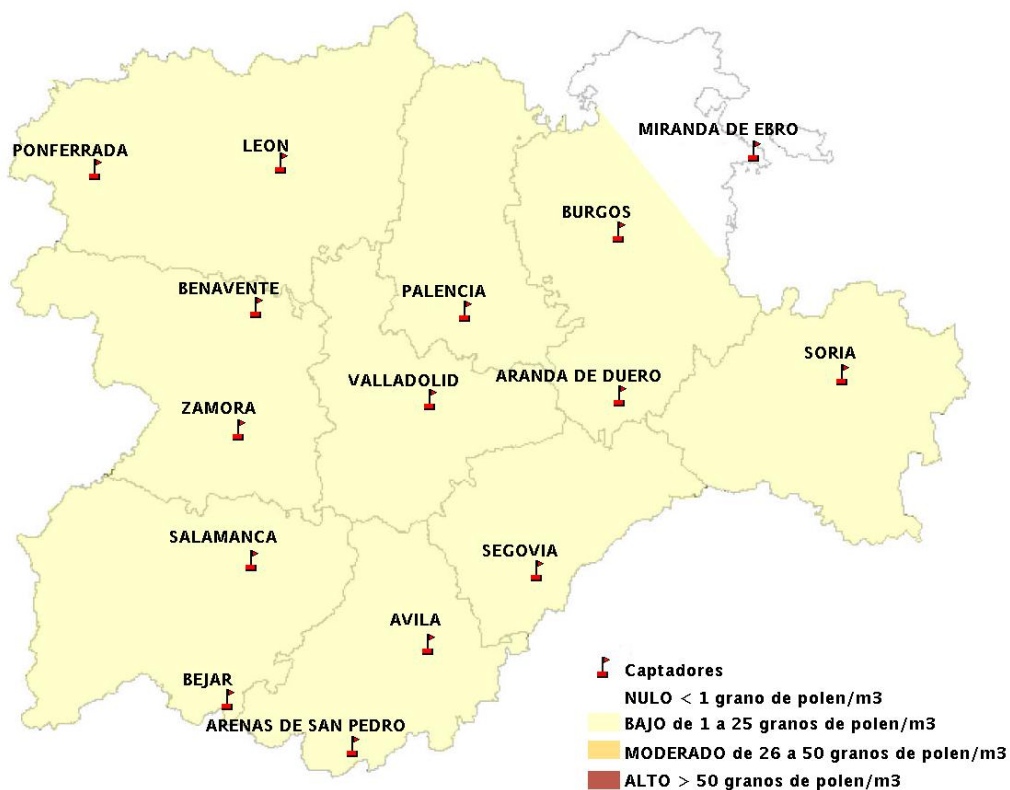 MIRANDA DE EBRO
PONFERRADA
LEON
BURGOS
BENAVENTE
PALENCIA
SORIA
VALLADOLID
ARANDA DE DUERO
ZAMORA
SALAMANCA
SEGOVIA
AVILA
BEJAR
ARENAS DE SAN PEDRO
Captadores
NULO < 1 grano de polen/m3
BAJO de 1 a 25 granos de polen/m3
MODERADO de 26 a 50 granos de polen/m3
ALTO > 50 granos de polen/m3